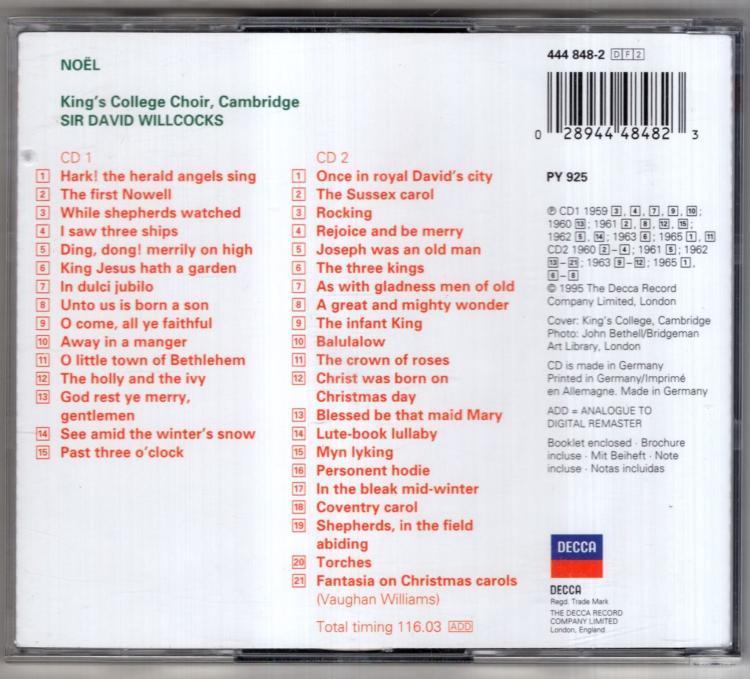 NOËL
King's College Choir, Cambridge
SIR DAVID WILLCOCKS
CD 1
1 Hark! the herald angels sing
2 The first Nowell
3 While shepherds watched
4 I saw three ships
5 Ding, dong! merrily on high
6 King Jesus hath a garden
7 In dulci jubilo
8 Unto us is born a son
9 O come, all ye faithful
10 Away in a manger
11 O little town of Bethlehem
12 The holly and the ivy
13 God rest ye merry,
gentlemen
14 See amid the winter's snow
15 Past three o'clock
CD 2
1 Once in royal David's city
2 The Sussex carol
3 Rocking
4 Rejoice and be merry
5 Joseph was an old man
6 The three kings
7 As with gladness men of old
8 A great and mighty wonder
9 The infant King
10 Balulalow
11 The crown of roses
12 Christ was born on
Christmas day
13 Blessed be that maid Mary
14 Lute-book lullaby
15 Myn lyking
16 Personent hodie
17 In the bleak mid-winter
18 Coventry carol
19 Shepherds, in the field
abiding
20 Torches
21 Fantasia on Christmas carols
(Vaughan Williams)
Total timing 116.03 ADD
444 848-2 DF2
0 28944 48482 3
PY 925
℗ CD1 1959 3, 4, 7, 9, 10;
1960 13; 1961 2, 8, 12, 15;
1962 5, 14; 1963 6; 1965 1, 11
CD2 1960 2–4; 1961 5; 1962
13–21; 1963 9–12; 1965 1,
6–8
© 1995 The Decca Record
Company Limited, London
Cover: King's College, Cambridge
Photo: John Bethell/Bridgeman
Art Library, London
CD is made in Germany
Printed in Germany/Imprimé
en Allemagne. Made in Germany
ADD = ANALOGUE TO
DIGITAL REMASTER
Booklet enclosed · Brochure
incluse · Mit Beiheft · Note
incluse · Notas incluidas
DECCA
DECCA
Regd. Trade Mark
THE DECCA RECORD
COMPANY LIMITED
London, England